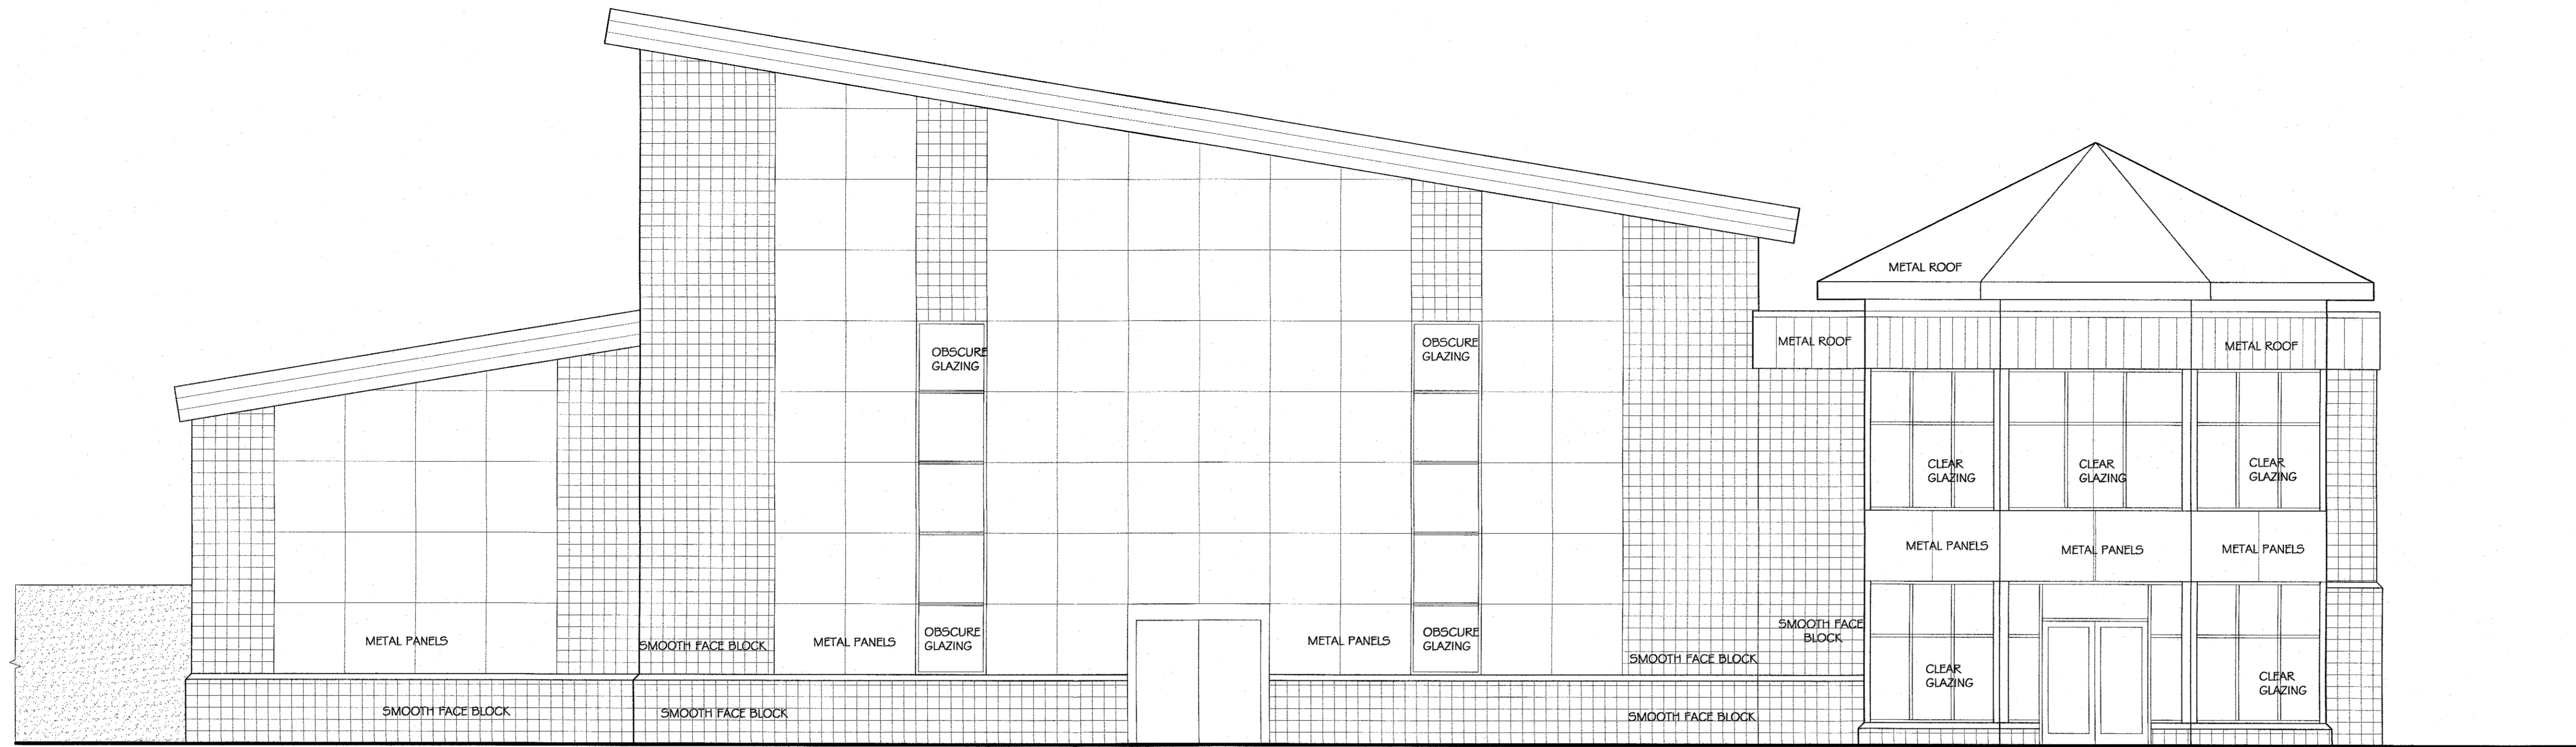 METAL ROOF
METAL ROOF
METAL ROOF
OBSCURE
GLAZING
OBSCURE
GLAZING
CLEAR
GLAZING
CLEAR
GLAZING
CLEAR
GLAZING
METAL PANELS
METAL PANELS
METAL PANELS
METAL PANELS
SMOOTH FACE BLOCK
METAL PANELS
OBSCURE
GLAZING
METAL PANELS
OBSCURE
GLAZING
SMOOTH FACE BLOCK
SMOOTH FACE
BLOCK
CLEAR
GLAZING
CLEAR
GLAZING
SMOOTH FACE BLOCK
SMOOTH FACE BLOCK
SMOOTH FACE BLOCK